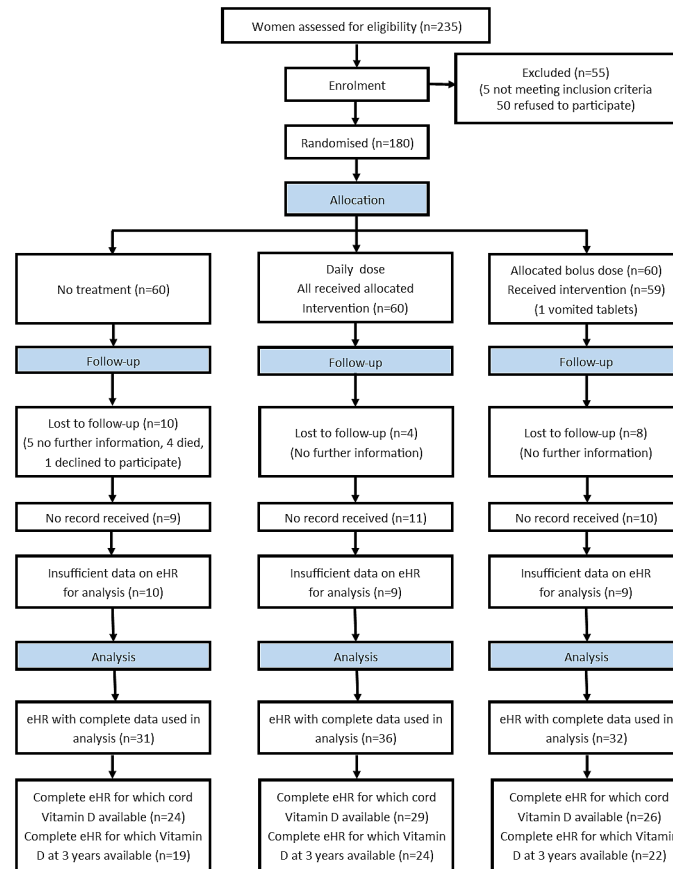 Women assessed for eligibility (n=235)
Enrolment
Excluded (n=55)
(5 not meeting inclusion criteria
50 refused to participate)
Randomised (n=180)
Allocation
No treatment (n=60)
Daily dose
All received allocated
Intervention (n=60)
Allocated bolus dose (n=60)
Received intervention (n=59)
(1 vomited tablets)
Follow-up
Follow-up
Follow-up
Lost to follow-up (n=10)
(5 no further information, 4 died,
1 declined to participate)
Lost to follow-up (n=4)
(No further information)
Lost to follow-up (n=8)
(No further information)
No record received (n=9)
No record received (n=11)
No record received (n=10)
Insufficient data on eHR
for analysis (n=10)
Insufficient data on eHR
for analysis (n=9)
Insufficient data on eHR
for analysis (n=9)
Analysis
Analysis
Analysis
eHR with complete data used in
analysis (n=31)
eHR with complete data used in
analysis (n=36)
eHR with complete data used in
analysis (n=32)
Complete eHR for which cord
Vitamin D available (n=24)
Complete eHR for which Vitamin
D at 3 years available (n=19)
Complete eHR for which cord
Vitamin D available (n=29)
Complete eHR for which Vitamin
D at 3 years available (n=24)
Complete eHR for which cord
Vitamin D available (n=26)
Complete eHR for which Vitamin
D at 3 years available (n=22)